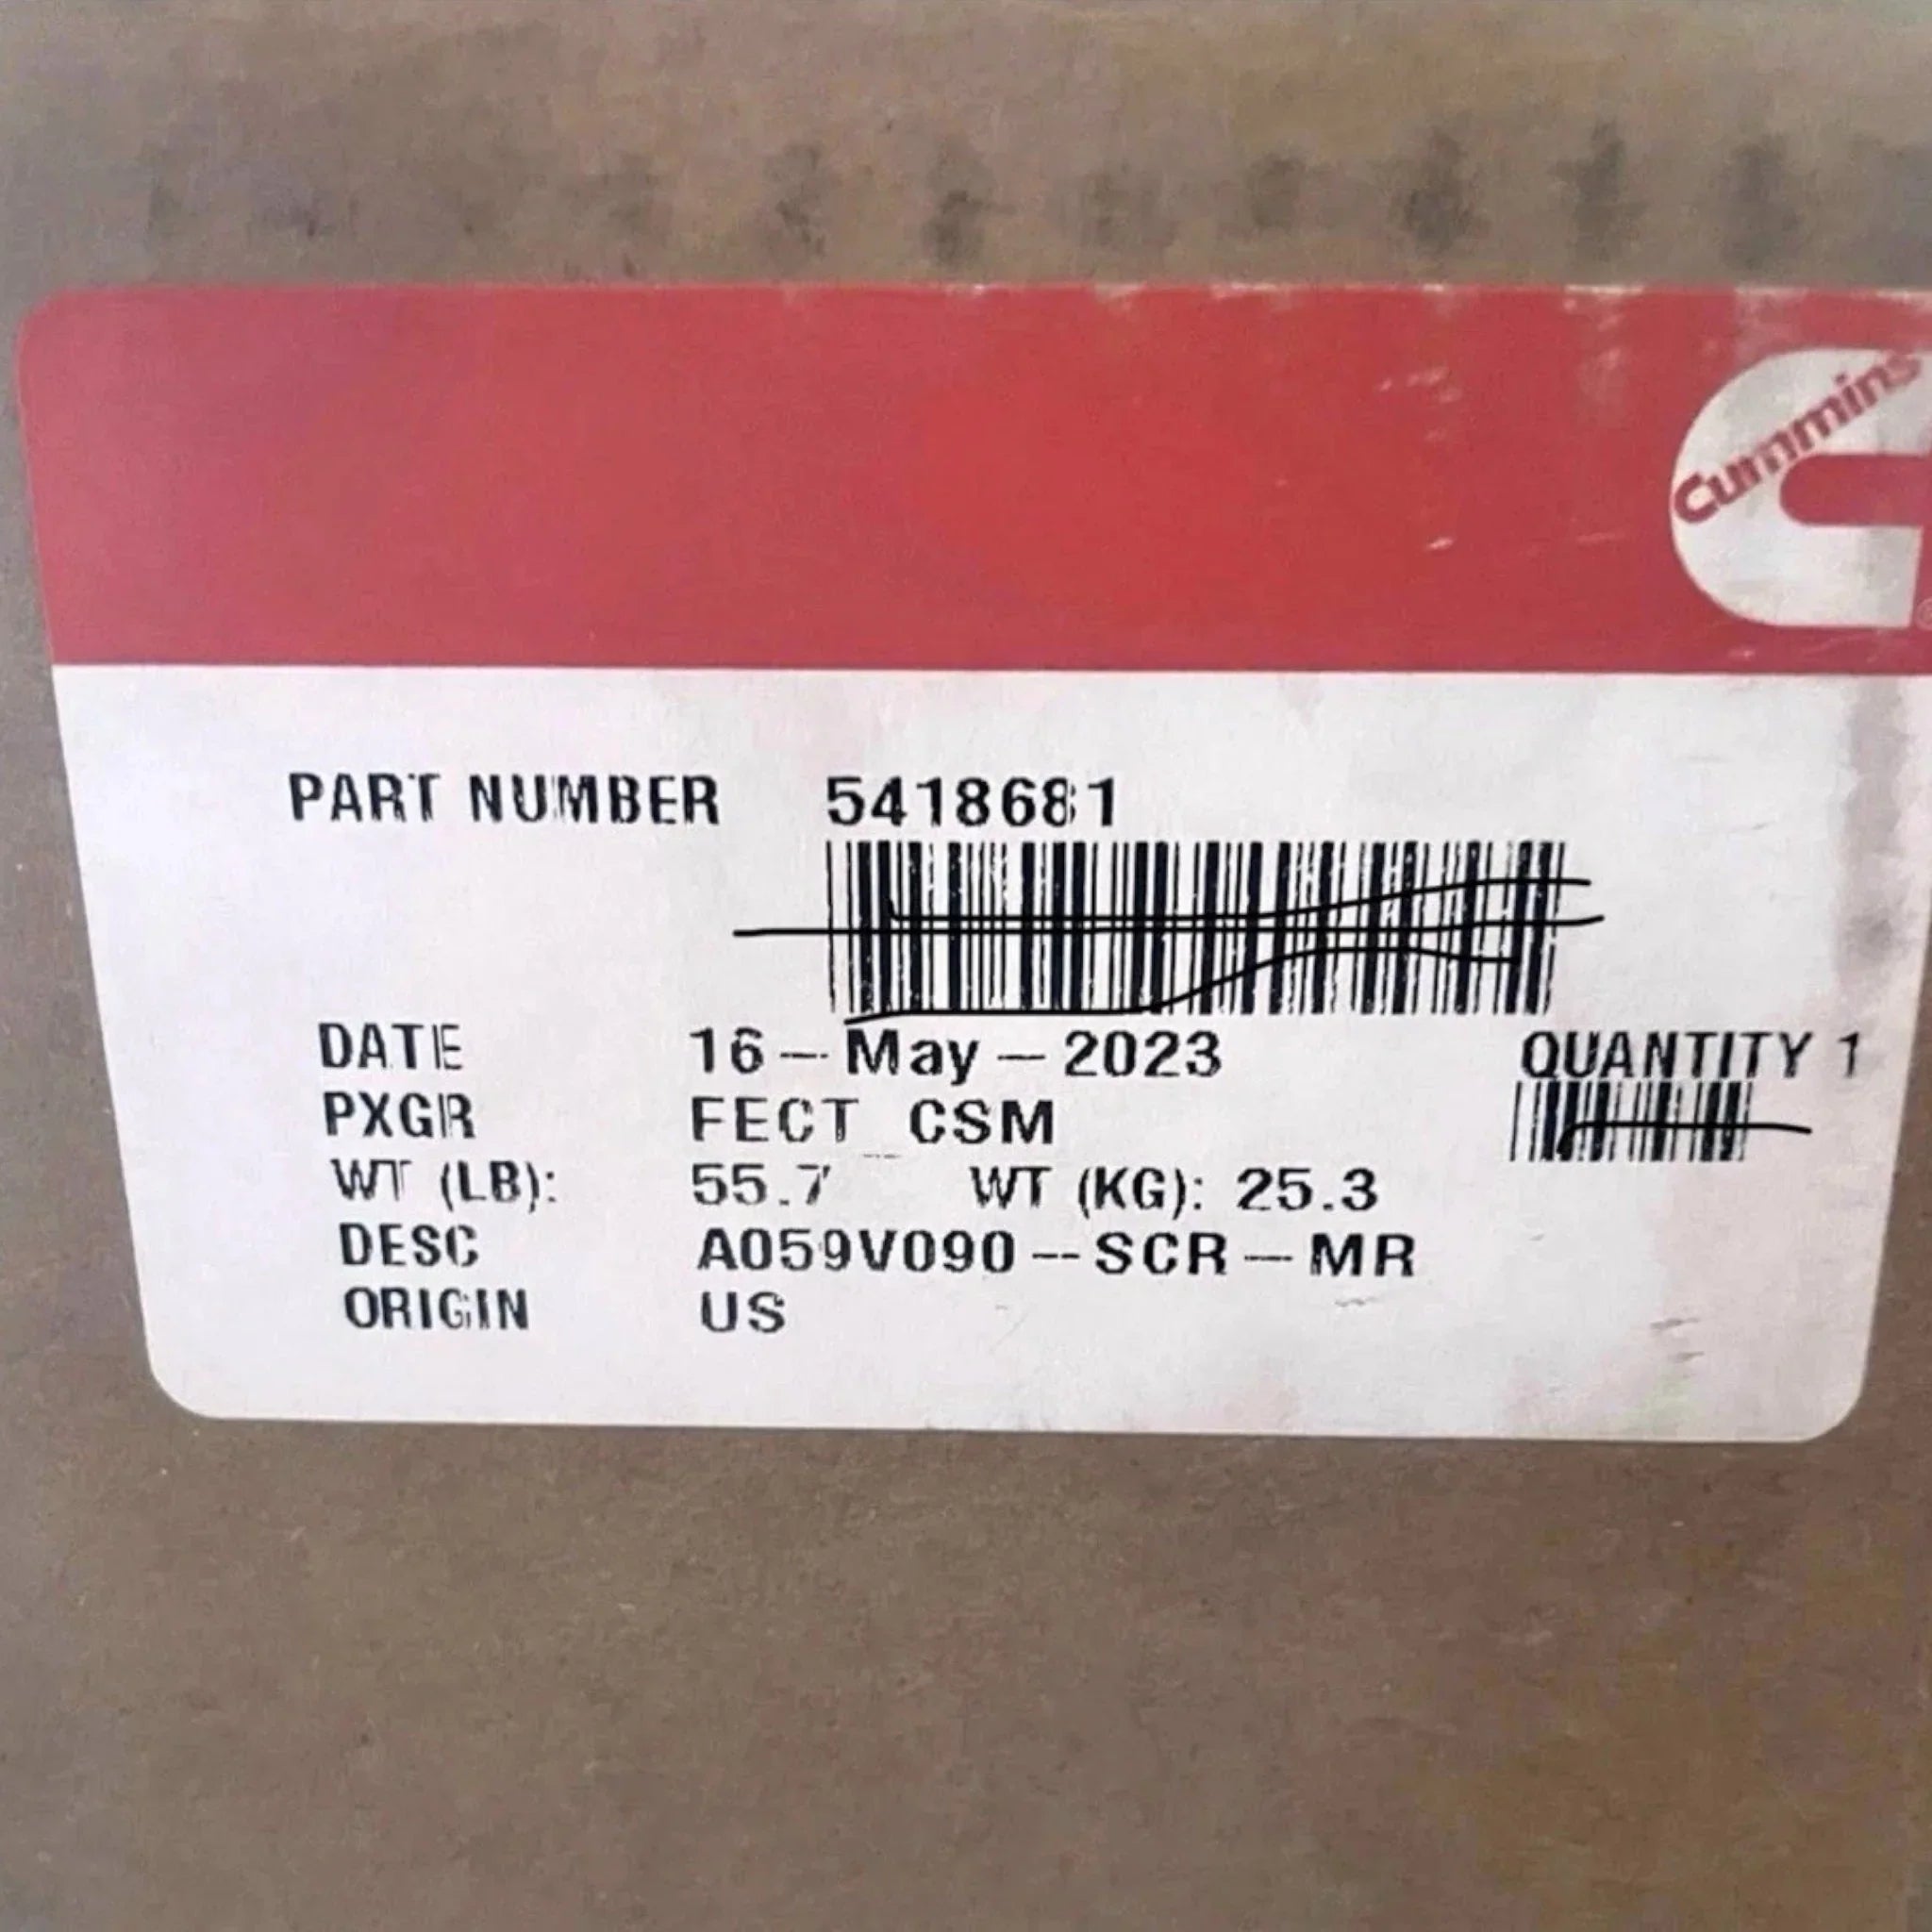 Cummins
PART NUMBER 5418681
DATE 16-May-2023 QUANTITY 1
PXGR FECT_CSM
WT (LB): 55.7 WT (KG): 25.3
DESC A059V090-SCR-MR
ORIGIN US